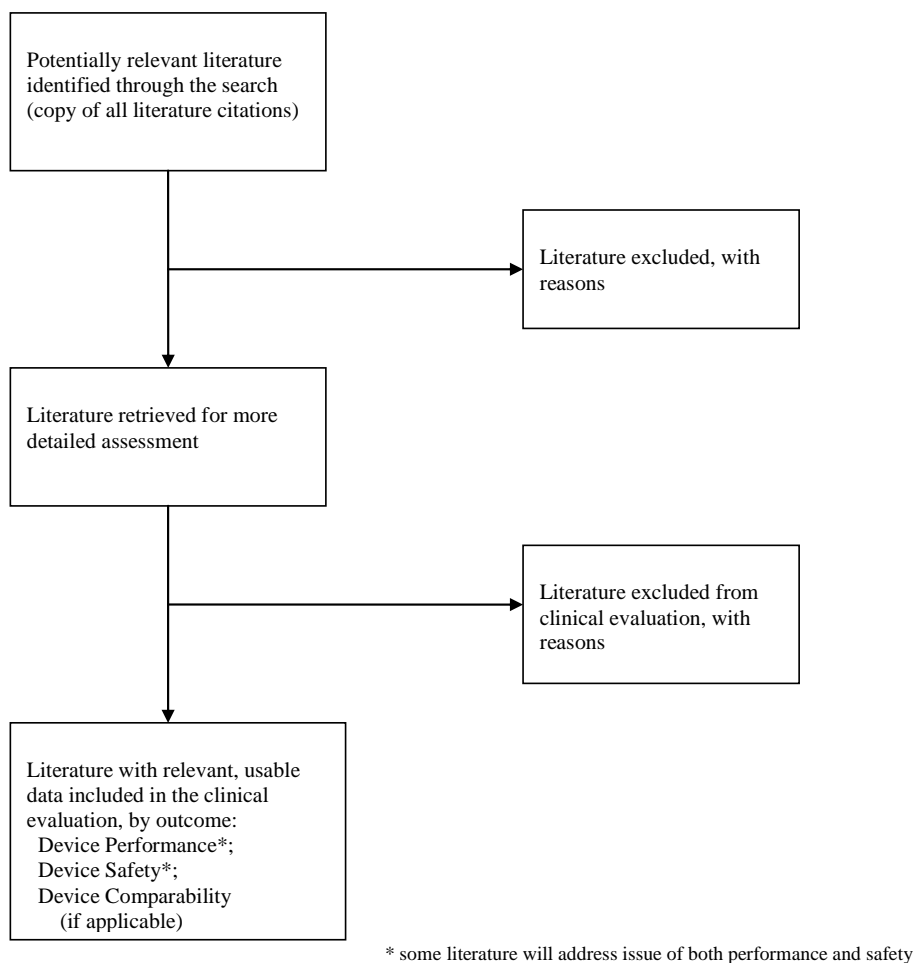 Potentially relevant literature
identified through the search
(copy of all literature citations)
Literature excluded, with
reasons
Literature retrieved for more
detailed assessment
Literature excluded from
clinical evaluation, with
reasons
Literature with relevant, usable
data included in the clinical
evaluation, by outcome:
Device Performance*;
Device Safety*;
Device Comparability
(if applicable)
* some literature will address issue of both performance and safety